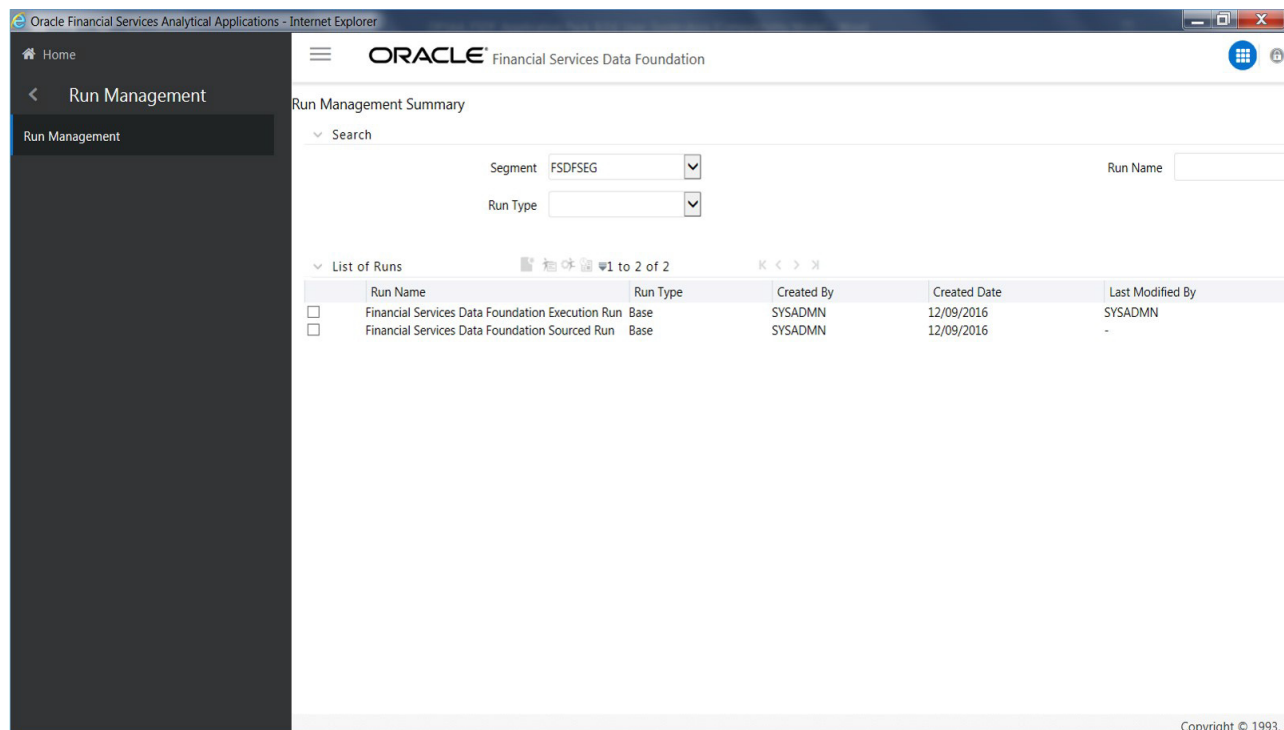 Oracle Financial Services Analytical Applications - Internet Explorer
Home
ORACLE® Financial Services Data Foundation
Run Management
Run Management
Run Management Summary
Search
Segment FSDFSEG Run Name
Run Type
List of Runs 1 to 2 of 2
Run Name Run Type Created By Created Date Last Modified By
Financial Services Data Foundation Execution Run Base SYSADMN 12/09/2016 SYSADMN
Financial Services Data Foundation Sourced Run Base SYSADMN 12/09/2016 -
Copyright © 1993,